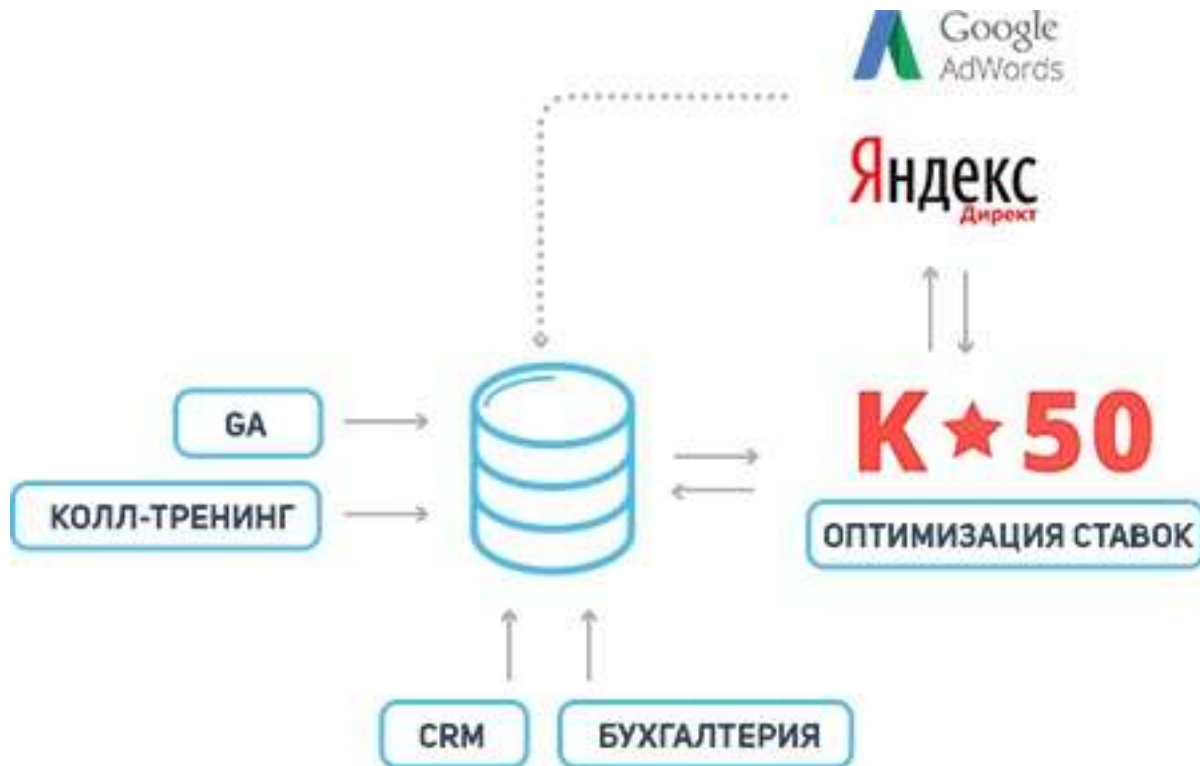 Google
AdWords
Яндекс
Директ
GA
К★50
КОЛЛ-ТРЕНИНГ
ОПТИМИЗАЦИЯ СТАВОК
CRM
БУХГАЛТЕРИЯ